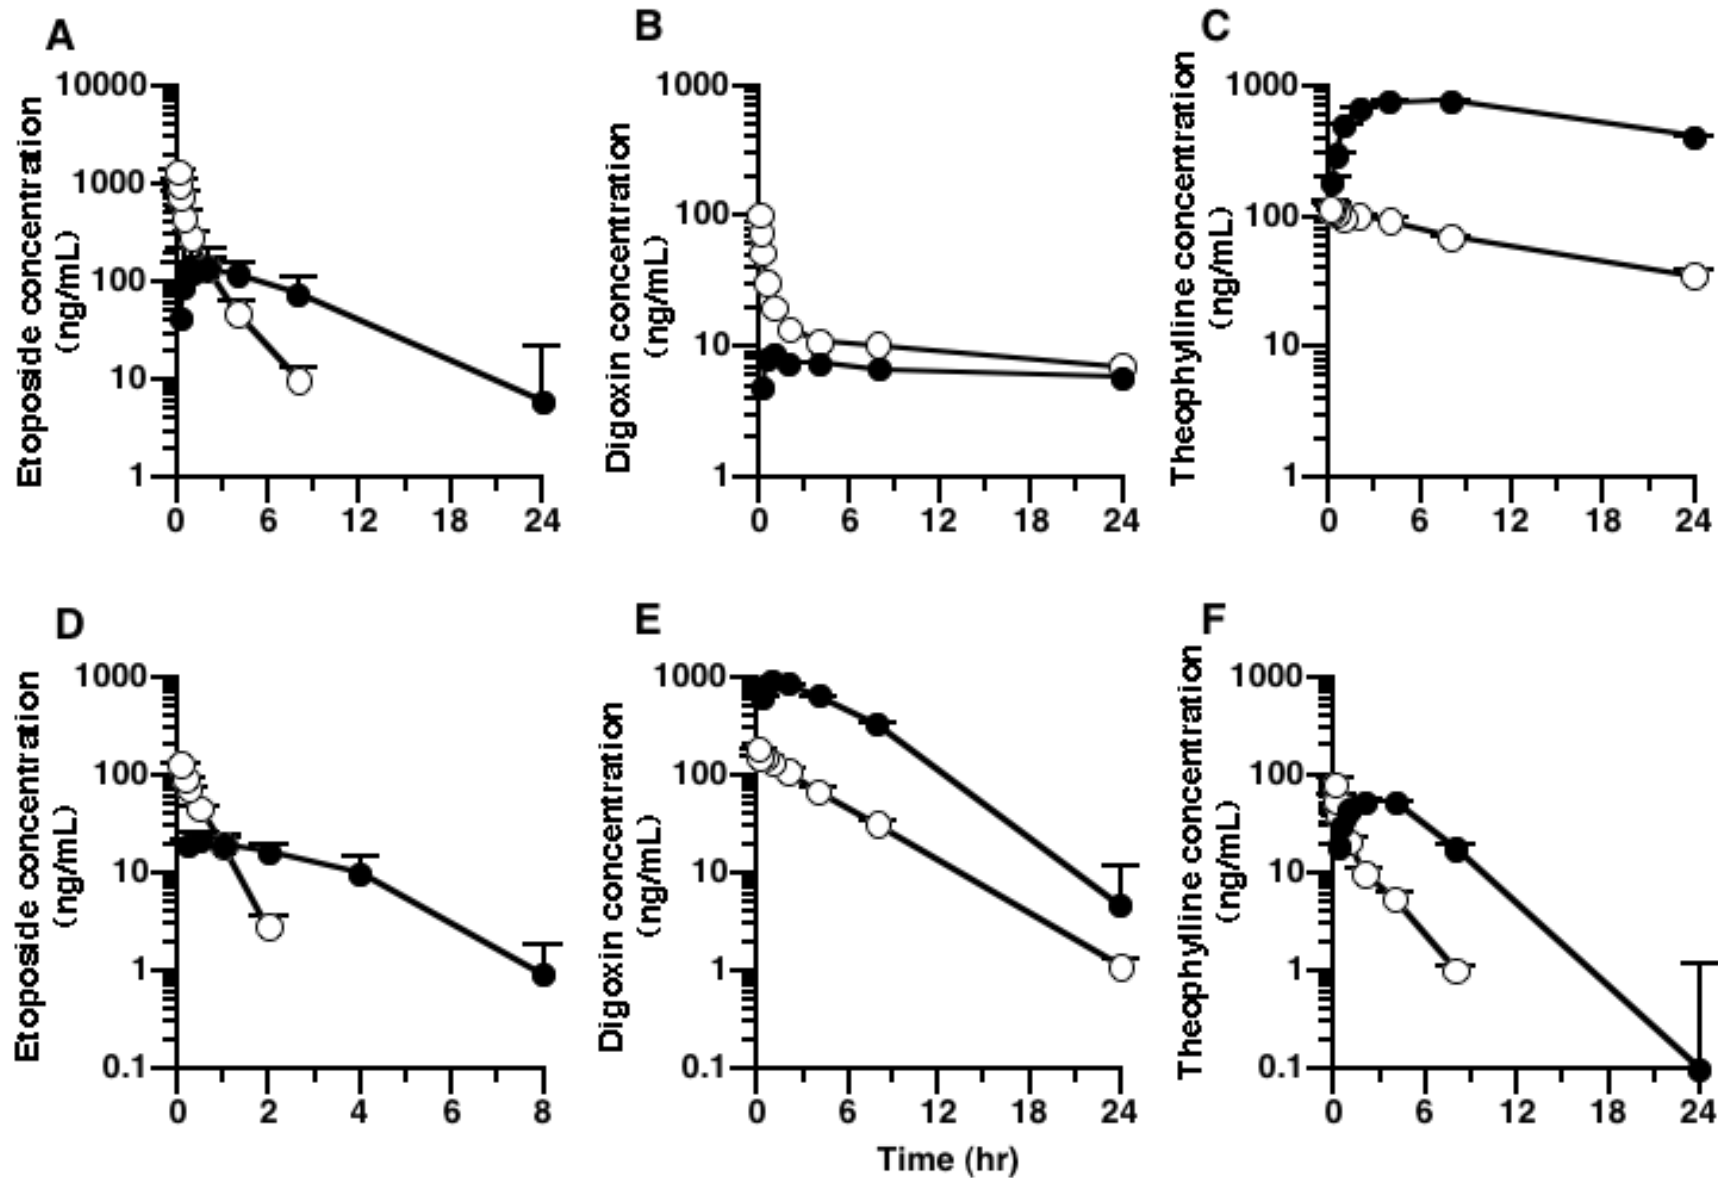 A
Etoposide concentration
(ng/mL)
10000
1000
100
10
1
0 6 12 18 24
B
Digoxin concentration
(ng/mL)
1000
100
10
1
0 6 12 18 24
C
Theophylline concentration
(ng/mL)
1000
100
10
1
0 6 12 18 24
D
Etoposide concentration
(ng/mL)
1000
100
10
1
0.1
0 2 4 6 8
E
Digoxin concentration
(ng/mL)
1000
100
10
1
0.1
0 6 12 18 24
F
Theophylline concentration
(ng/mL)
1000
100
10
1
0.1
0 6 12 18 24
Time (hr)